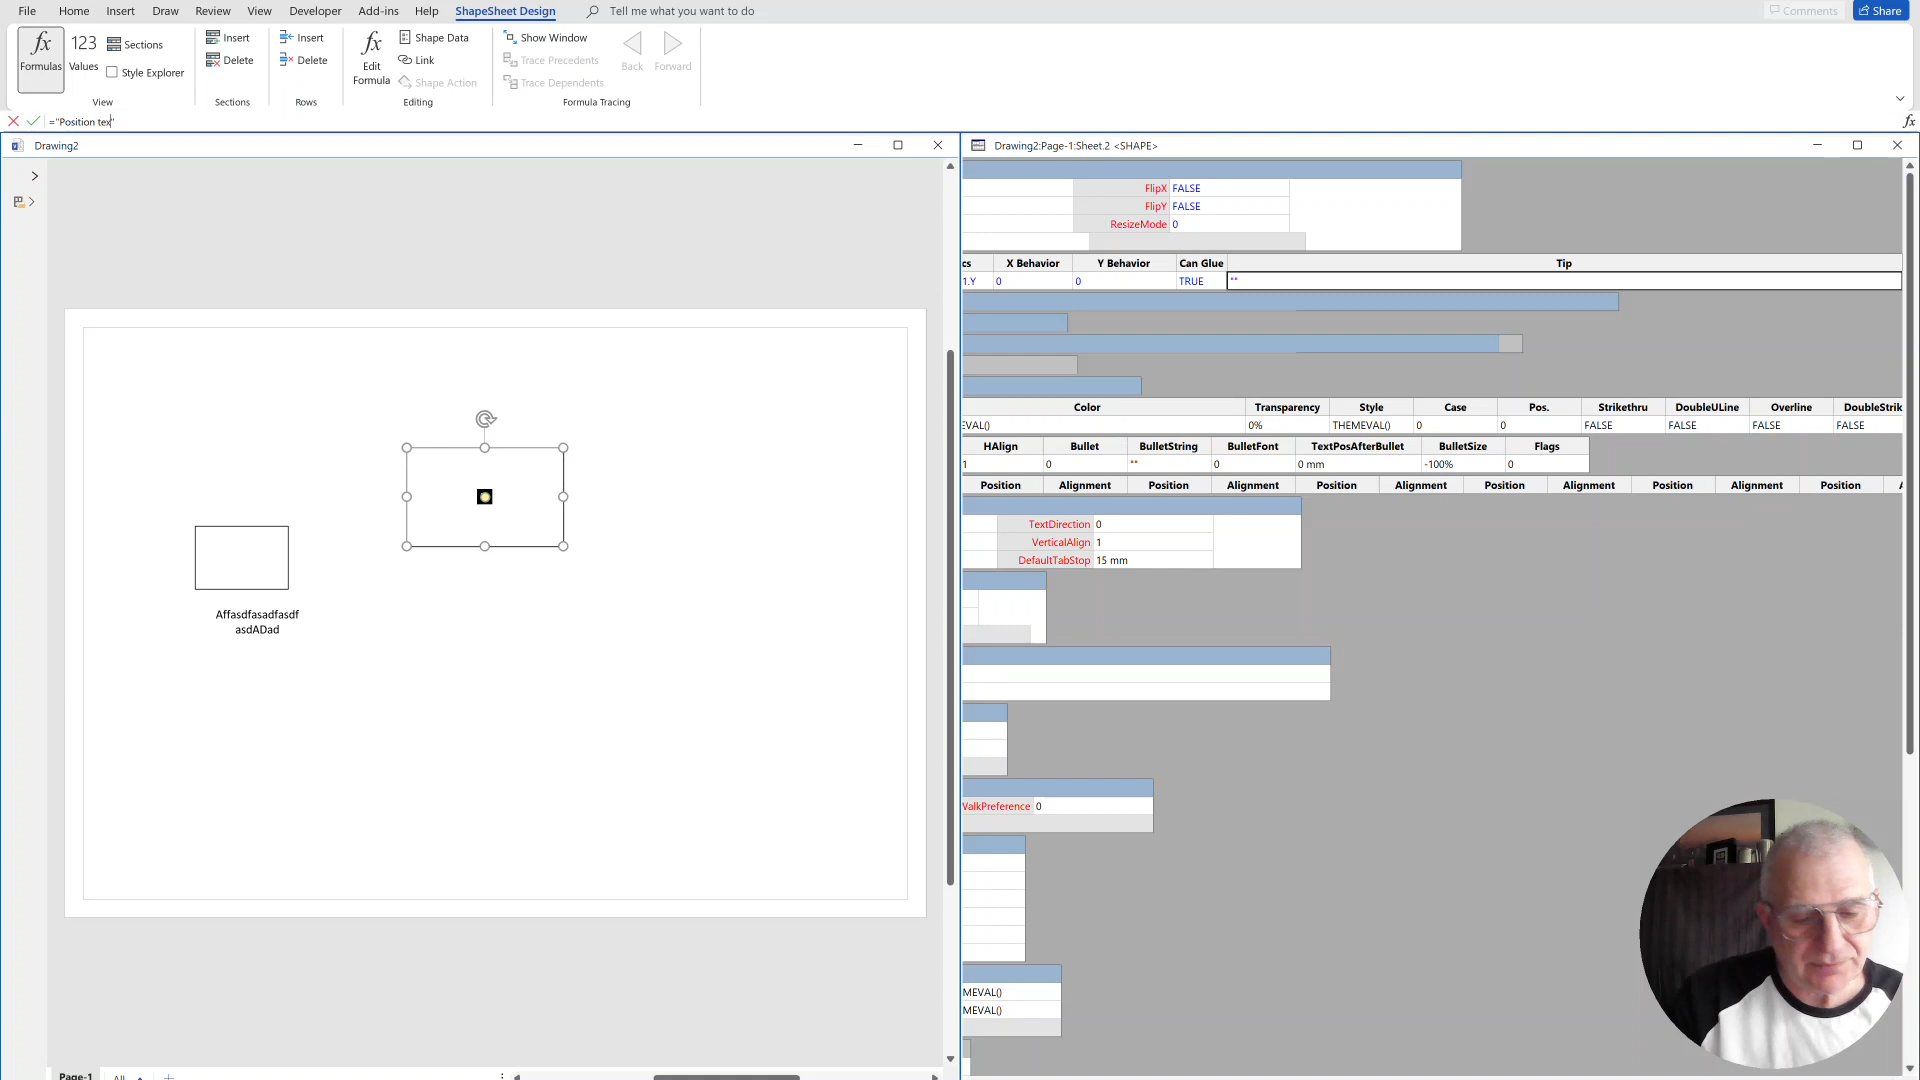 File Home Insert Draw Review View Developer Add-ins Help ShapeSheet Design Tell me what you want to do Comments Share
Formulas
123
Values
Sections
Style Explorer
View
Insert
Delete
Sections
Insert
Delete
Rows
fx
Edit
Formula
Shape Data
Link
Shape Action
Editing
Show Window
Trace Precedents
Trace Dependents
Back
Forward
Formula Tracing
="Position tex"
fx
Drawing2
Affasdfasadfasdf
asdADad
Page-1
All
Drawing2:Page-1:Sheet.2 <SHAPE>
FlipX FALSE
FlipY FALSE
ResizeMode 0
cs X Behavior Y Behavior Can Glue Tip
1.Y 0 0 TRUE ""
Color Transparency Style Case Pos. Strikethru DoubleULine Overline DoubleStrik
EVAL() 0% THEMEVAL() 0 0 FALSE FALSE FALSE FALSE
HAlign Bullet BulletString BulletFont TextPosAfterBullet BulletSize Flags
1 0 "" 0 0 mm -100% 0
Position Alignment Position Alignment Position Alignment Position Alignment Position Alignment Position
TextDirection 0
VerticalAlign 1
DefaultTabStop 15 mm
WalkPreference 0
MEVAL()
MEVAL()